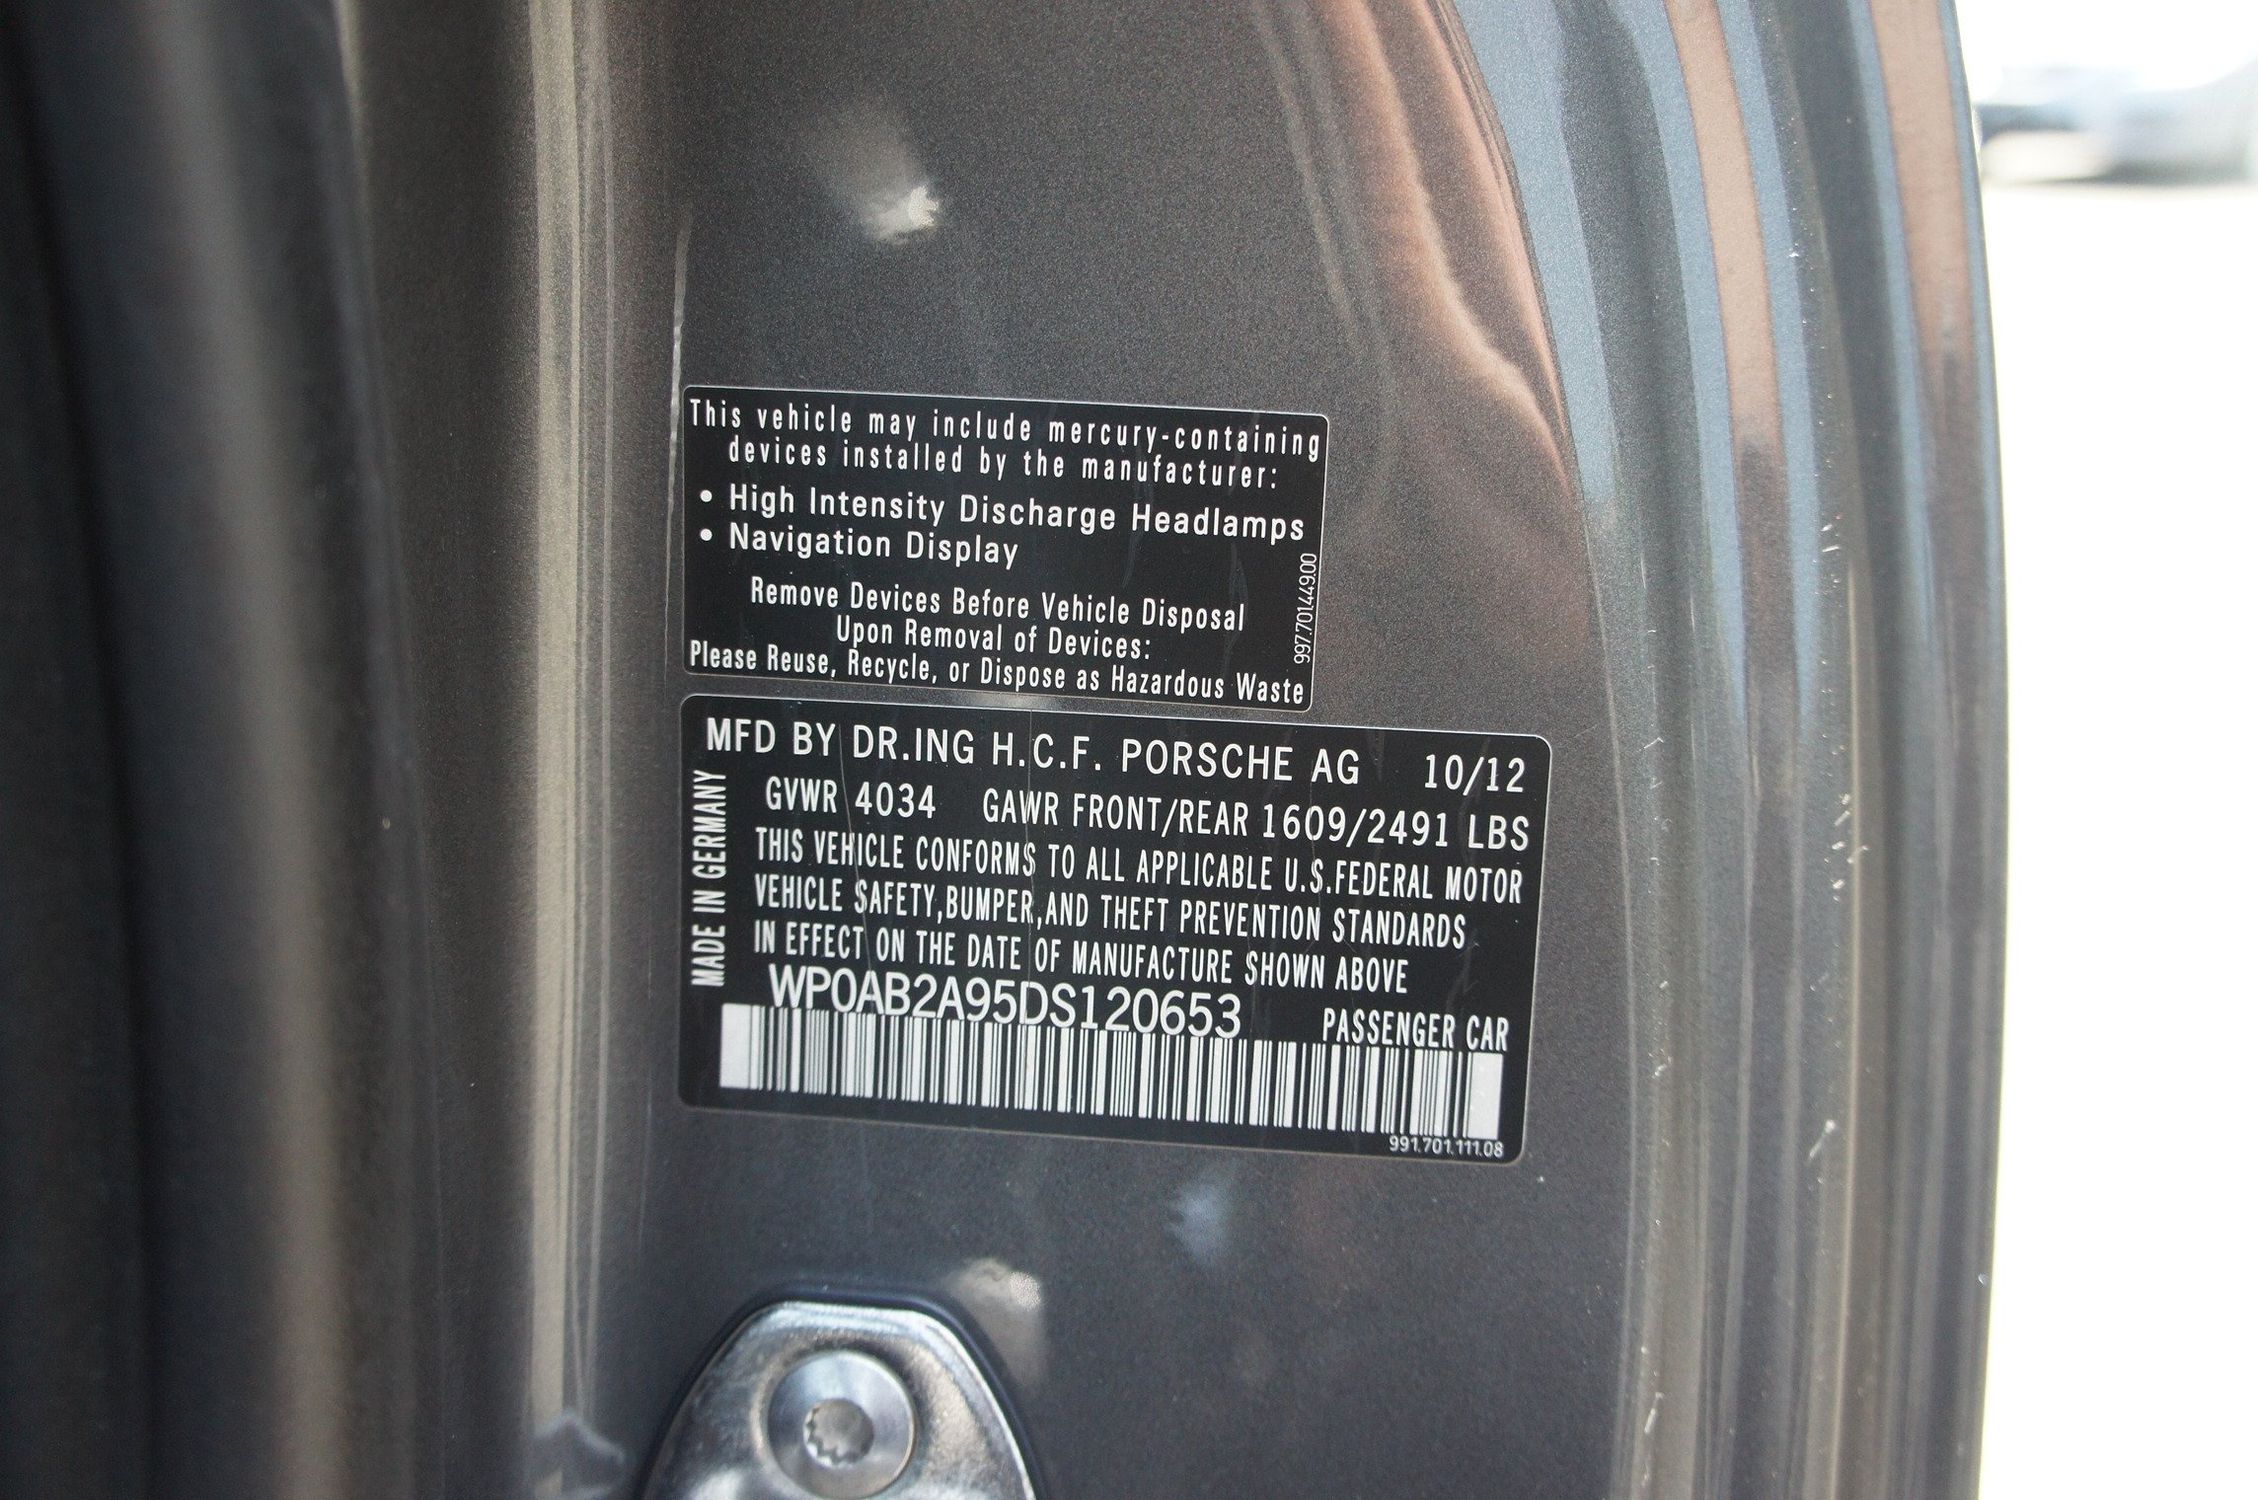 This vehicle may include mercury-containing
devices installed by the manufacturer:
• High Intensity Discharge Headlamps
• Navigation Display
Remove Devices Before Vehicle Disposal
Upon Removal of Devices:
Please Reuse, Recycle, or Dispose as Hazardous Waste
997.701.449.00
MFD BY DR.ING H.C.F. PORSCHE AG 10/12
GVWR 4034 GAWR FRONT/REAR 1609/2491 LBS
THIS VEHICLE CONFORMS TO ALL APPLICABLE U.S.FEDERAL MOTOR
VEHICLE SAFETY,BUMPER,AND THEFT PREVENTION STANDARDS
IN EFFECT ON THE DATE OF MANUFACTURE SHOWN ABOVE
MADE IN GERMANY
WP0AB2A95DS120653 PASSENGER CAR
991.701.111.08